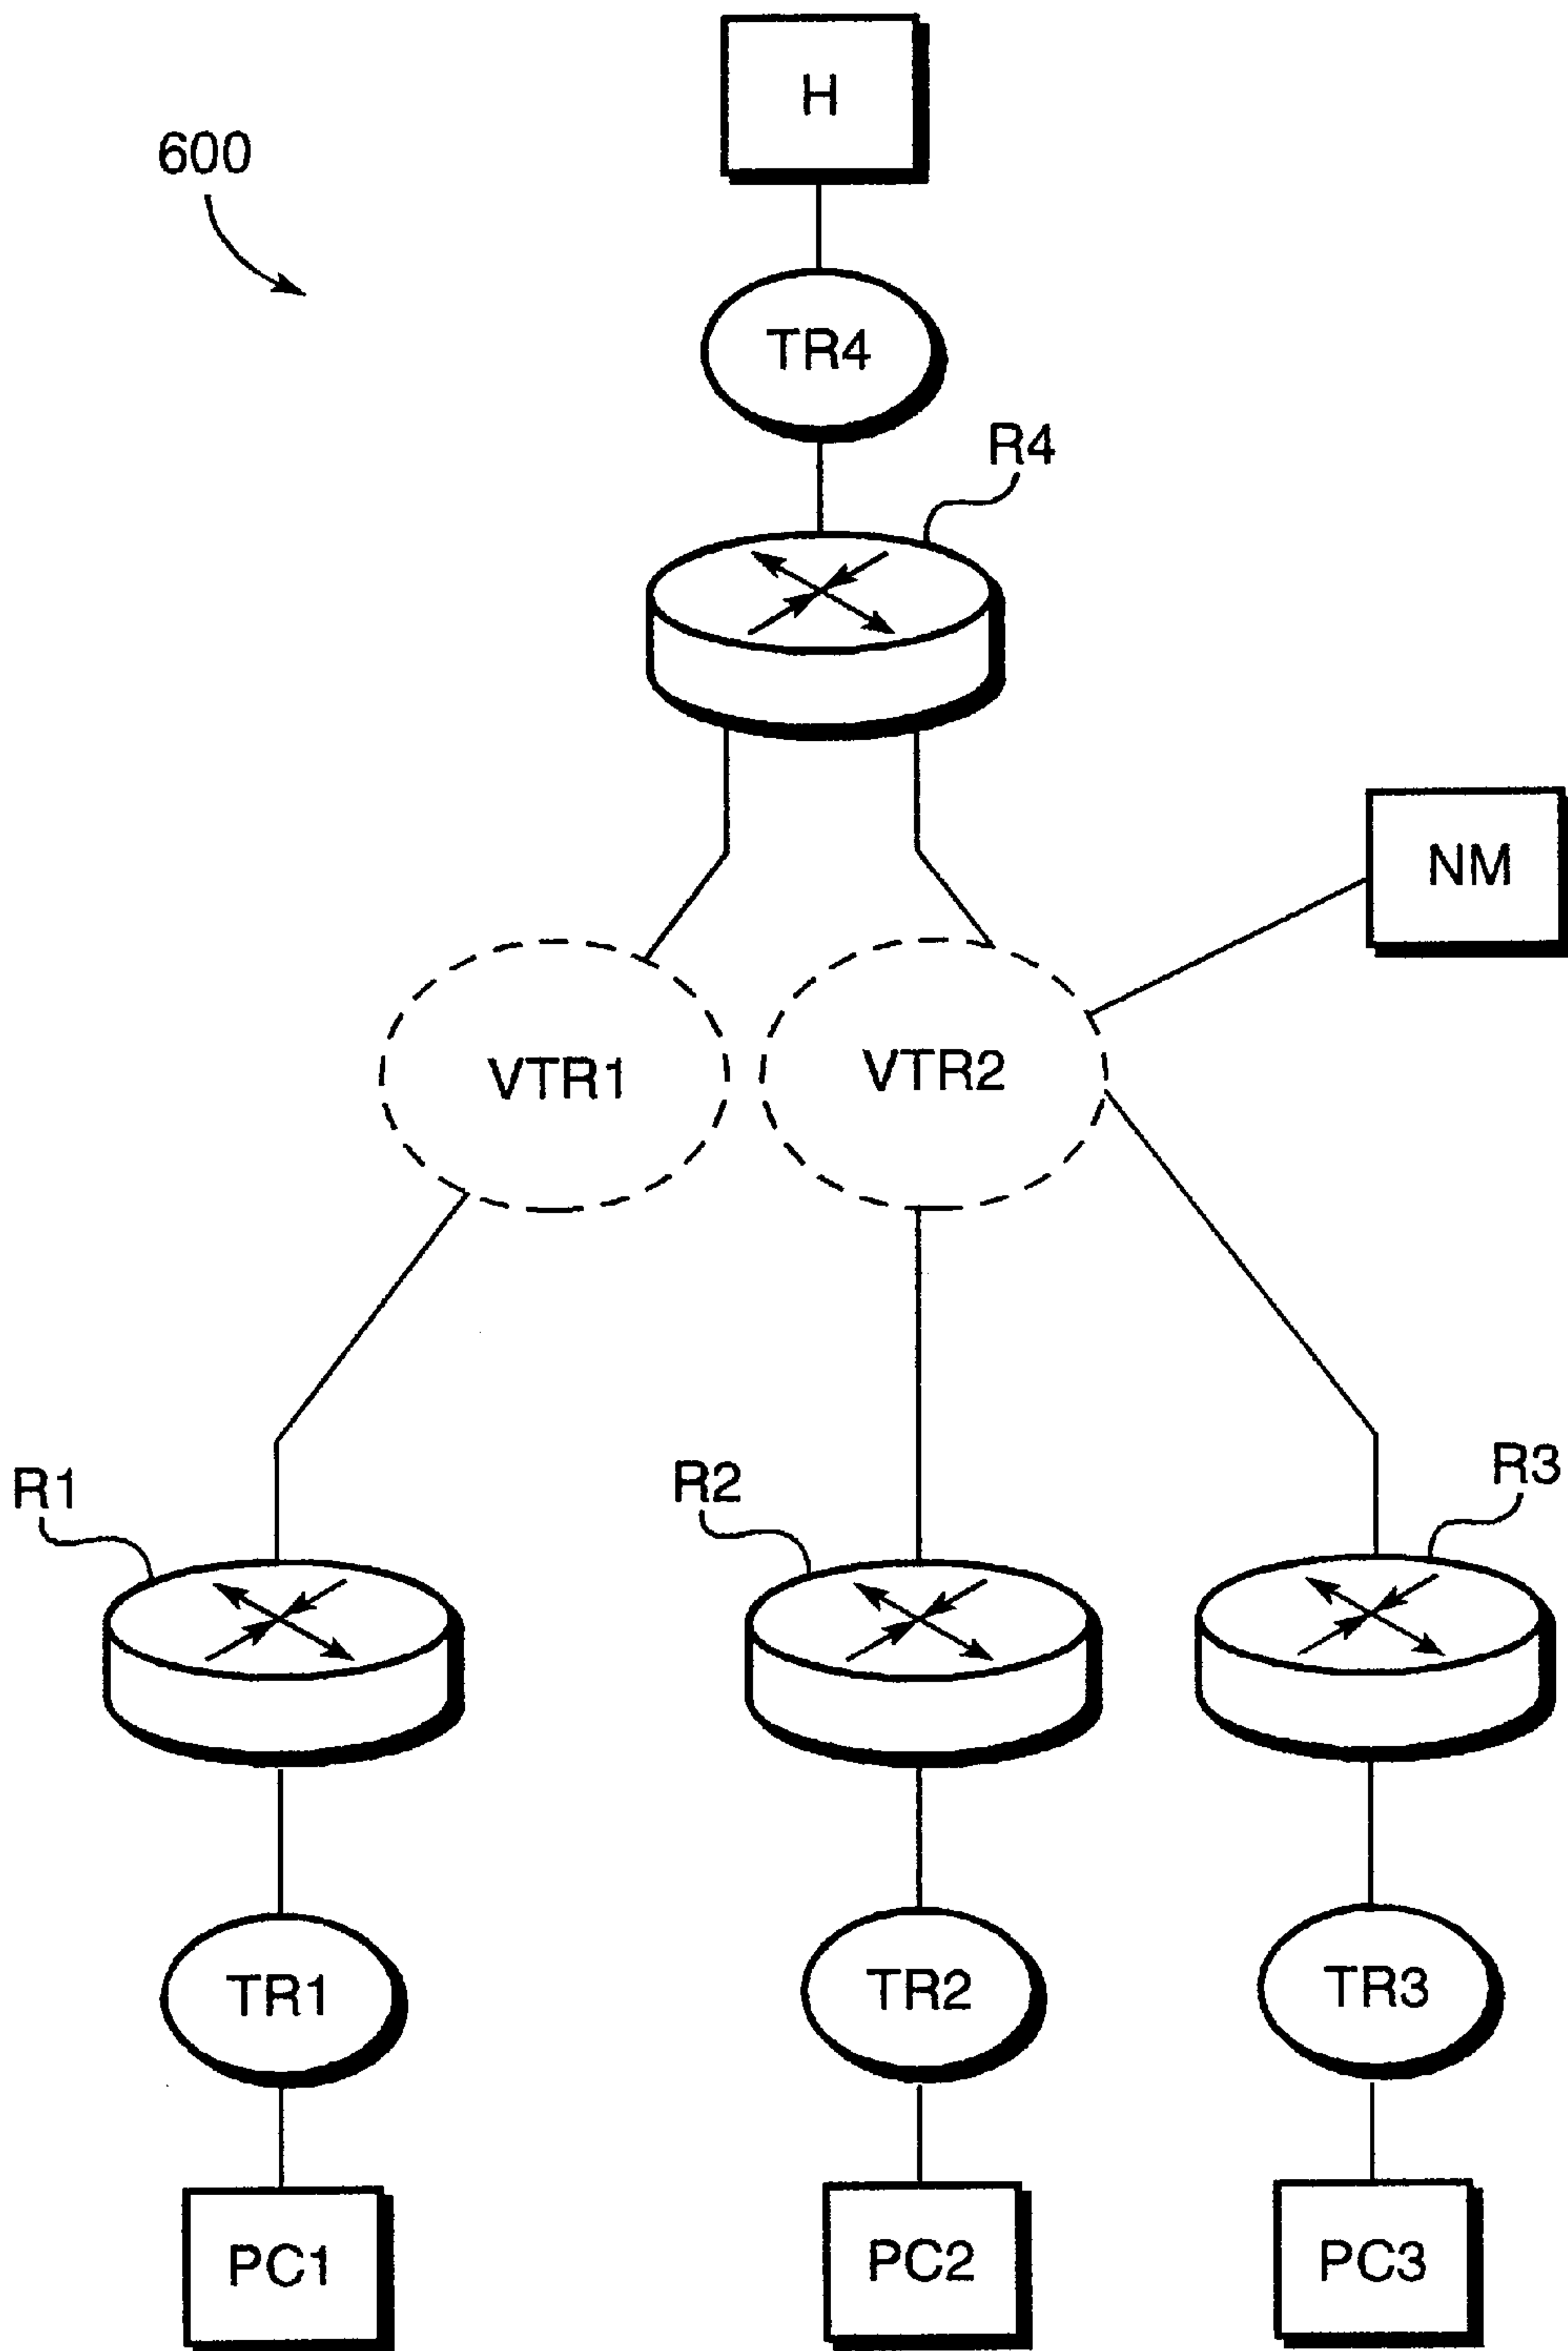 H
600
TR4
R4
NM
VTR1
VTR2
R1
R2
R3
TR1
TR2
TR3
PC1
PC2
PC3